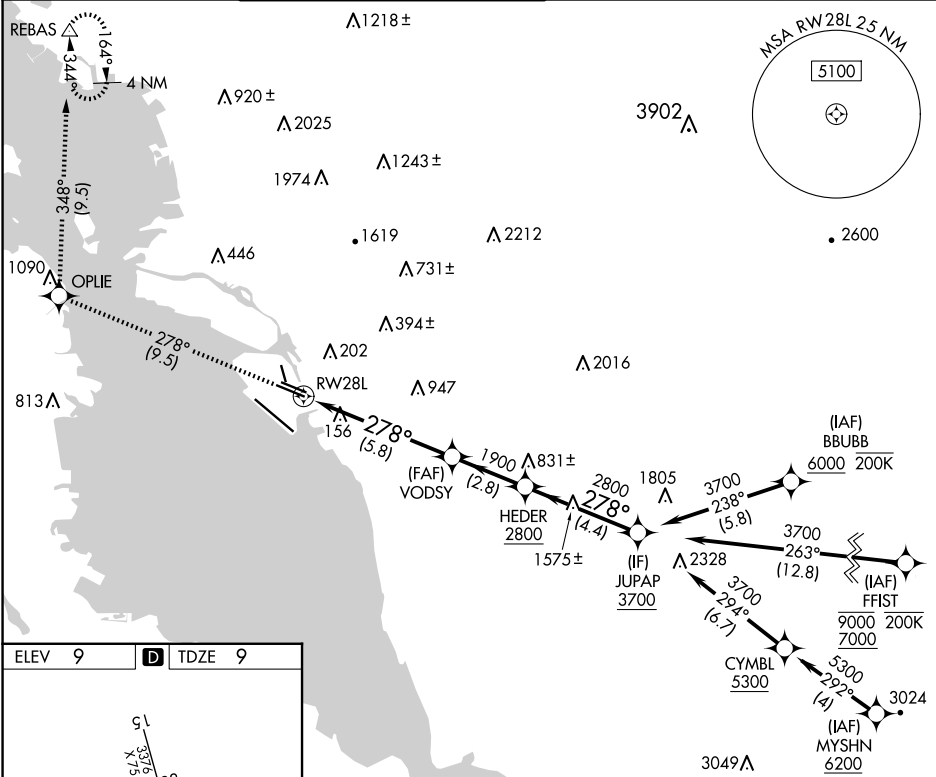 REBAS
164°
344°
4 NM
1218±
MSA RW28L 25 NM
5100
920±
2025
3902
1243±
1974
348°
(9.5)
1619
2212
2600
446
731±
1090
OPLIE
278°
(9.5)
394±
202
2016
RW28L
947
813
156
278°
(5.8)
(FAF)
VODSY
1900
(2.8)
831±
HEDER
2800
2800
278°
(4.4)
1575±
1805
(IAF)
BBUBB
6000 200K
3700
238°
(5.8)
3700
263°
(12.8)
(IF)
JUPAP
3700
2328
(IAF)
FFIST
9000 200K
7000
3700
294°
(6.7)
CYMBL
5300
5300
292°
(4)
3024
(IAF)
MYSHN
6200
3049
ELEV 9 D TDZE 9
15
3376
X 75